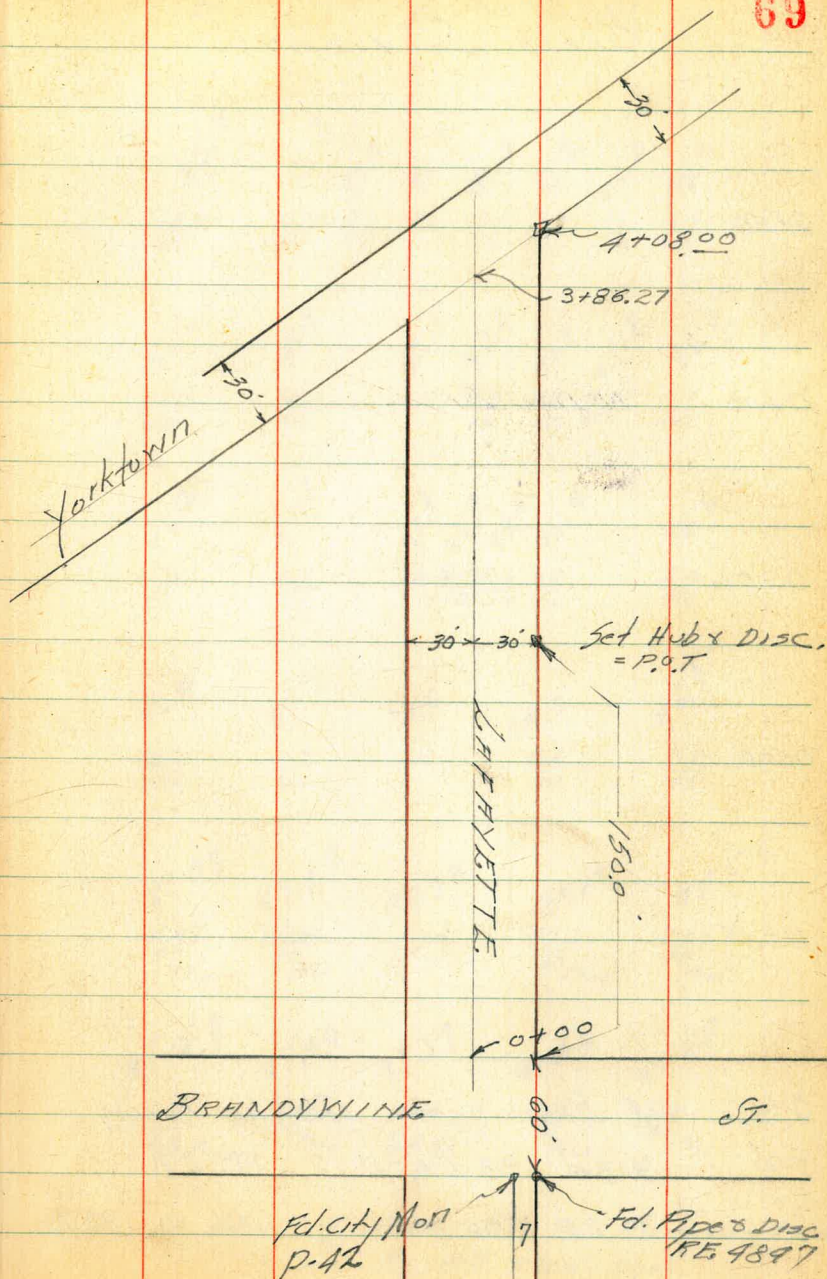 69
30'
4+08.00
3+86.27
30'
Yorktown
30' 30'
Set Hub & Disc.
= P.O.T
LAFAYETTE
150.0'
0+00
BRANDYWINE ST.
60'
Fd. City Mon
P-42
7
Fd. Pipe & Disc
RE 4897